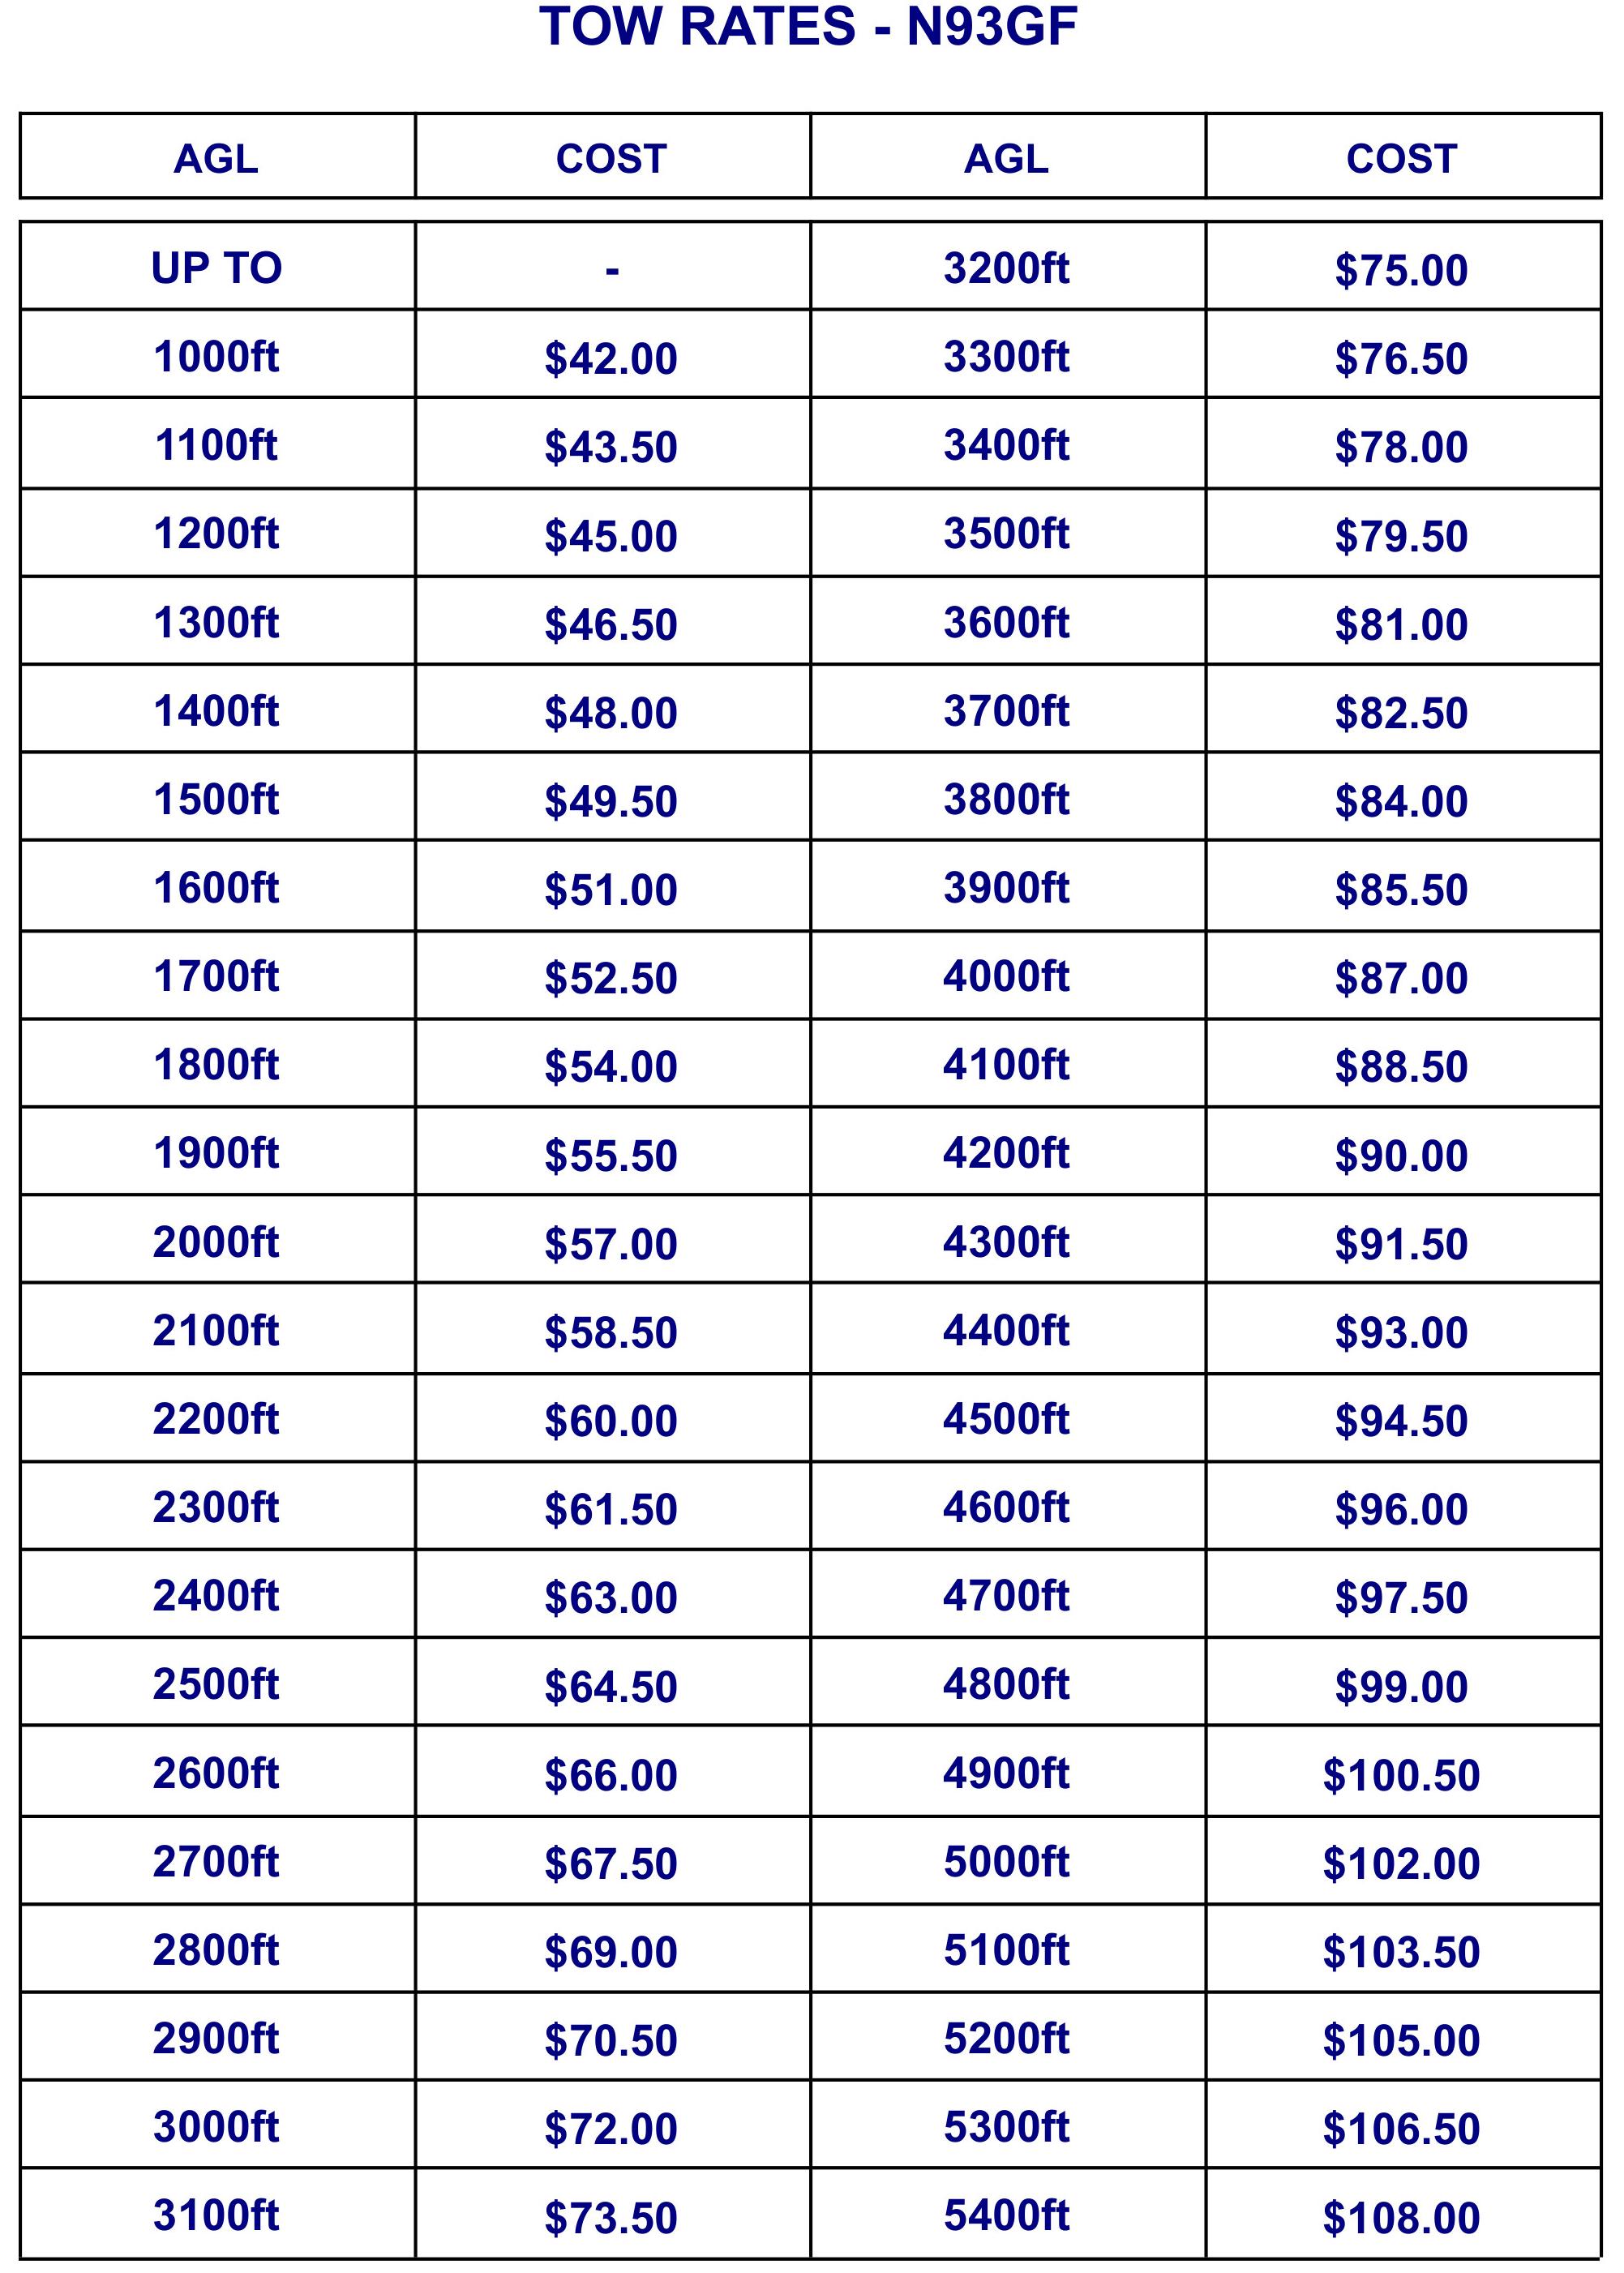 TOW RATES - N93GF
AGL COST AGL COST
UP TO - 3200ft $75.00
1000ft $42.00 3300ft $76.50
1100ft $43.50 3400ft $78.00
1200ft $45.00 3500ft $79.50
1300ft $46.50 3600ft $81.00
1400ft $48.00 3700ft $82.50
1500ft $49.50 3800ft $84.00
1600ft $51.00 3900ft $85.50
1700ft $52.50 4000ft $87.00
1800ft $54.00 4100ft $88.50
1900ft $55.50 4200ft $90.00
2000ft $57.00 4300ft $91.50
2100ft $58.50 4400ft $93.00
2200ft $60.00 4500ft $94.50
2300ft $61.50 4600ft $96.00
2400ft $63.00 4700ft $97.50
2500ft $64.50 4800ft $99.00
2600ft $66.00 4900ft $100.50
2700ft $67.50 5000ft $102.00
2800ft $69.00 5100ft $103.50
2900ft $70.50 5200ft $105.00
3000ft $72.00 5300ft $106.50
3100ft $73.50 5400ft $108.00